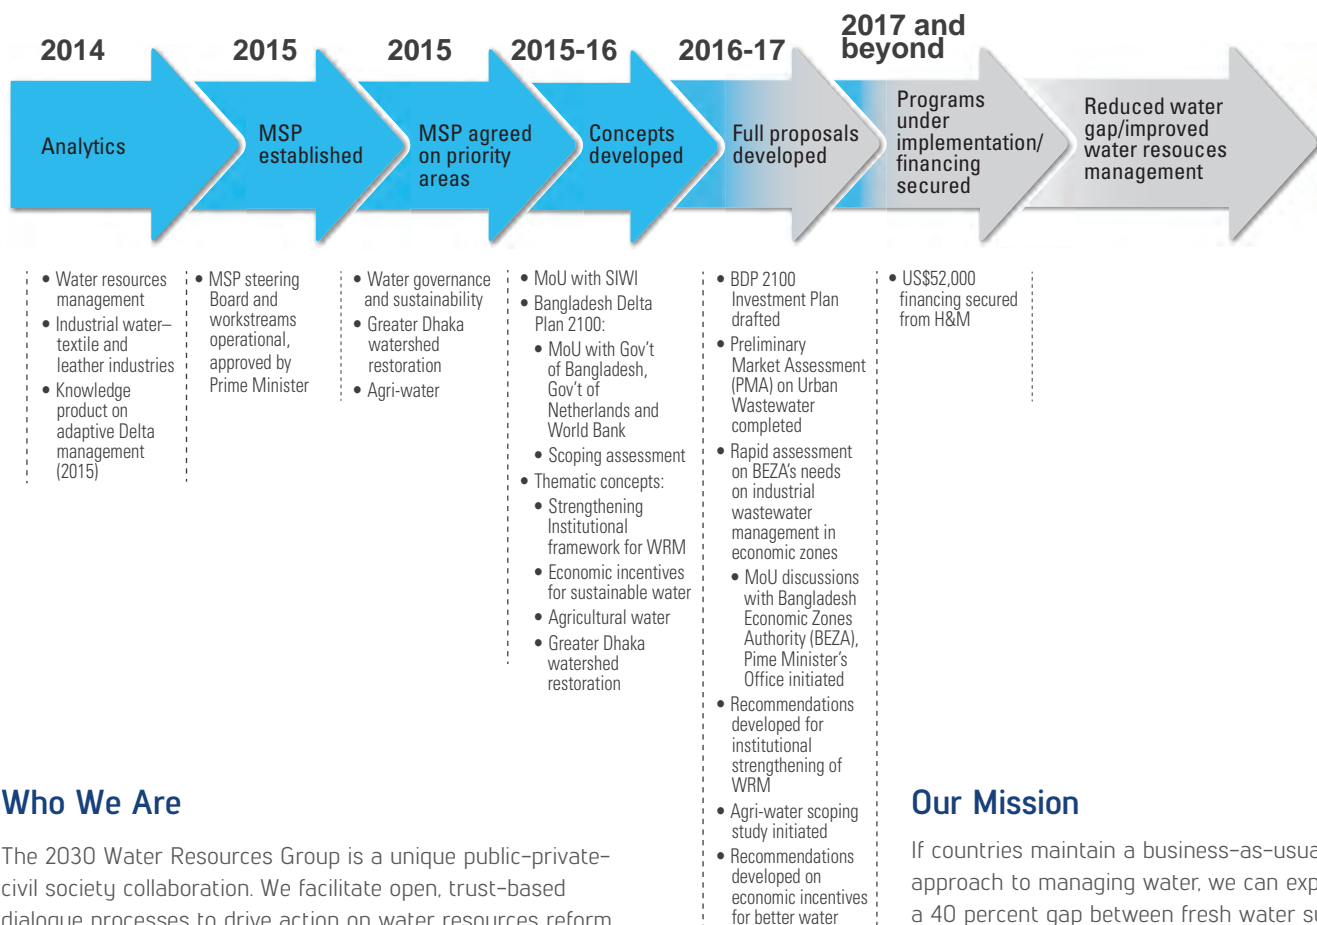 2014
2015
2015
2015-16
2016-17
2017 and
beyond
Analytics
MSP
established
MSP agreed
on priority
areas
Concepts
developed
Full proposals
developed
Programs
under
implementation/
financing
secured
Reduced water
gap/improved
water resouces
management
• Water resources
management
• Industrial water–
textile and
leather industries
• Knowledge
product on
adaptive Delta
management
(2015)
• MSP steering
Board and
workstreams
operational,
approved by
Prime Minister
• Water governance
and sustainability
• Greater Dhaka
watershed
restoration
• Agri-water
• MoU with SIWI
• Bangladesh Delta
Plan 2100:
• MoU with Gov't
of Bangladesh,
Gov't of
Netherlands and
World Bank
• Scoping assessment
• Thematic concepts:
• Strengthening
Institutional
framework for WRM
• Economic incentives
for sustainable water
• Agricultural water
• Greater Dhaka
watershed
restoration
• BDP 2100
Investment Plan
drafted
• Preliminary
Market Assessment
(PMA) on Urban
Wastewater
completed
• Rapid assessment
on BEZA's needs
on industrial
wastewater
management in
economic zones
• MoU discussions
with Bangladesh
Economic Zones
Authority (BEZA),
Pime Minister's
Office initiated
• Recommendations
developed for
institutional
strengthening of
WRM
• Agri-water scoping
study initiated
• Recommendations
developed on
economic incentives
for better water
• US$52,000
financing secured
from H&M
Who We Are
The 2030 Water Resources Group is a unique public-private-
civil society collaboration. We facilitate open, trust-based
dialogue processes to drive action on water resources reform
Our Mission
If countries maintain a business-as-usua
approach to managing water, we can exp
a 40 percent gap between fresh water su